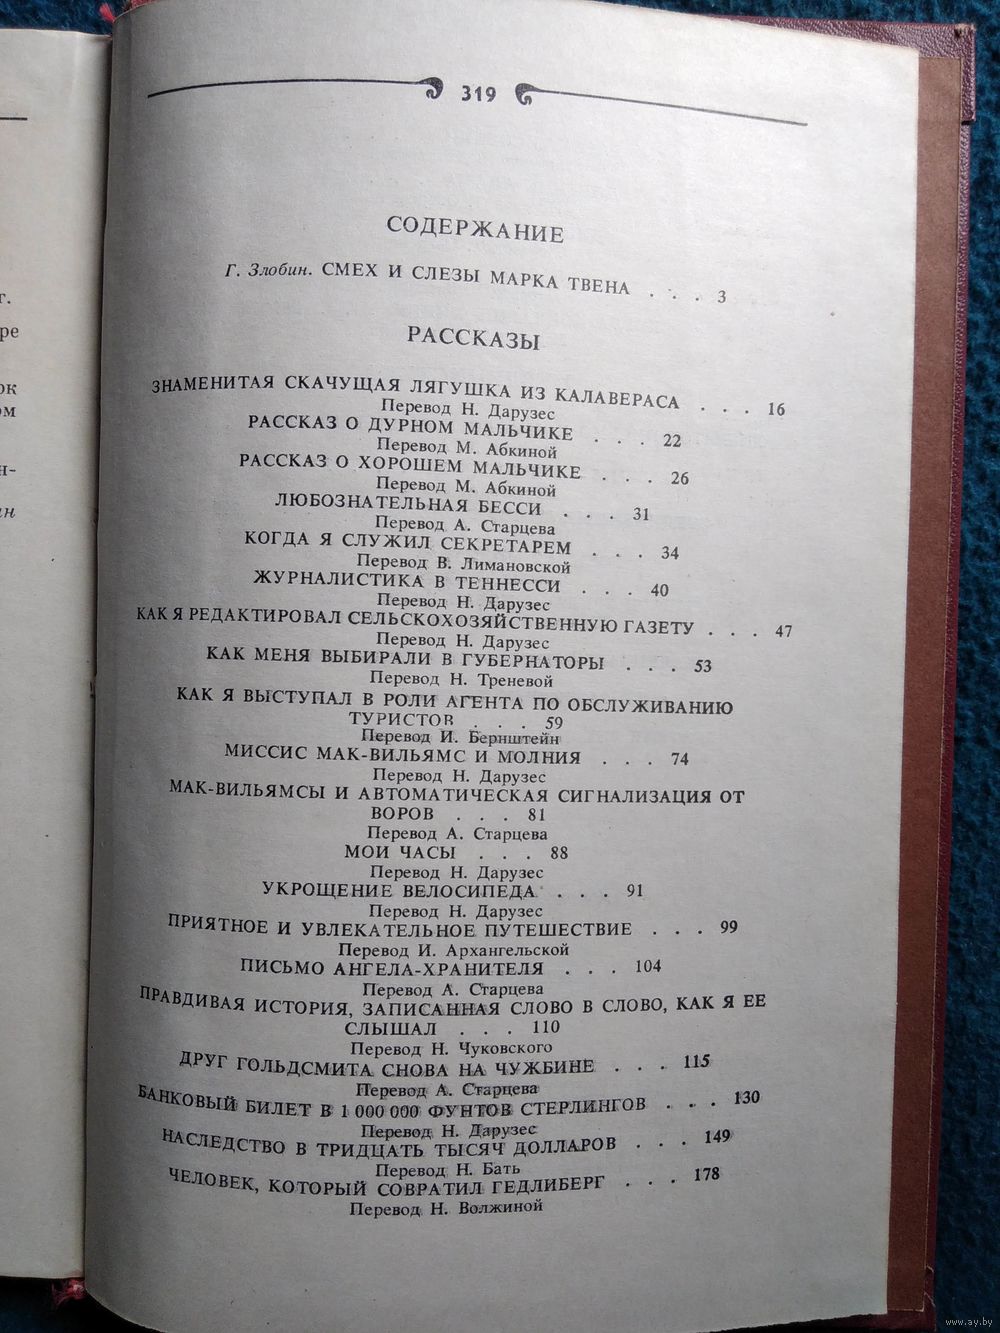 319
СОДЕРЖАНИЕ
Г. Злобин. СМЕХ И СЛЕЗЫ МАРКА ТВЕНА . . . 3
РАССКАЗЫ
ЗНАМЕНИТАЯ СКАЧУЩАЯ ЛЯГУШКА ИЗ КАЛАВЕРАСА . . . 16
Перевод Н. Дарузес
РАССКАЗ О ДУРНОМ МАЛЬЧИКЕ . . . 22
Перевод М. Абкиной
РАССКАЗ О ХОРОШЕМ МАЛЬЧИКЕ . . . 26
Перевод М. Абкиной
ЛЮБОЗНАТЕЛЬНАЯ БЕССИ . . . 31
Перевод А. Старцева
КОГДА Я СЛУЖИЛ СЕКРЕТАРЕМ . . . 34
Перевод В. Лимановской
ЖУРНАЛИСТИКА В ТЕННЕССИ . . . 40
Перевод Н. Дарузес
КАК Я РЕДАКТИРОВАЛ СЕЛЬСКОХОЗЯЙСТВЕННУЮ ГАЗЕТУ . . . 47
Перевод Н. Дарузес
КАК МЕНЯ ВЫБИРАЛИ В ГУБЕРНАТОРЫ . . . 53
Перевод Н. Треневой
КАК Я ВЫСТУПАЛ В РОЛИ АГЕНТА ПО ОБСЛУЖИВАНИЮ
ТУРИСТОВ . . . 59
Перевод И. Бернштейн
МИССИС МАК-ВИЛЬЯМС И МОЛНИЯ . . . 74
Перевод Н. Дарузес
МАК-ВИЛЬЯМСЫ И АВТОМАТИЧЕСКАЯ СИГНАЛИЗАЦИЯ ОТ
ВОРОВ . . . 81
Перевод А. Старцева
МОИ ЧАСЫ . . . 88
Перевод Н. Дарузес
УКРОЩЕНИЕ ВЕЛОСИПЕДА . . . 91
Перевод Н. Дарузес
ПРИЯТНОЕ И УВЛЕКАТЕЛЬНОЕ ПУТЕШЕСТВИЕ . . . 99
Перевод И. Архангельской
ПИСЬМО АНГЕЛА-ХРАНИТЕЛЯ . . . 104
Перевод А. Старцева
ПРАВДИВАЯ ИСТОРИЯ, ЗАПИСАННАЯ СЛОВО В СЛОВО, КАК Я ЕЕ
СЛЫШАЛ . . . 110
Перевод Н. Чуковского
ДРУГ ГОЛЬДСМИТА СНОВА НА ЧУЖБИНЕ . . . 115
Перевод А. Старцева
БАНКОВЫЙ БИЛЕТ В 1 000 000 ФУНТОВ СТЕРЛИНГОВ . . . 130
Перевод Н. Дарузес
НАСЛЕДСТВО В ТРИДЦАТЬ ТЫСЯЧ ДОЛЛАРОВ . . . 149
Перевод Н. Бать
ЧЕЛОВЕК, КОТОРЫЙ СОВРАТИЛ ГЕДЛИБЕРГ . . . 178
Перевод Н. Волжиной
www.ay.by